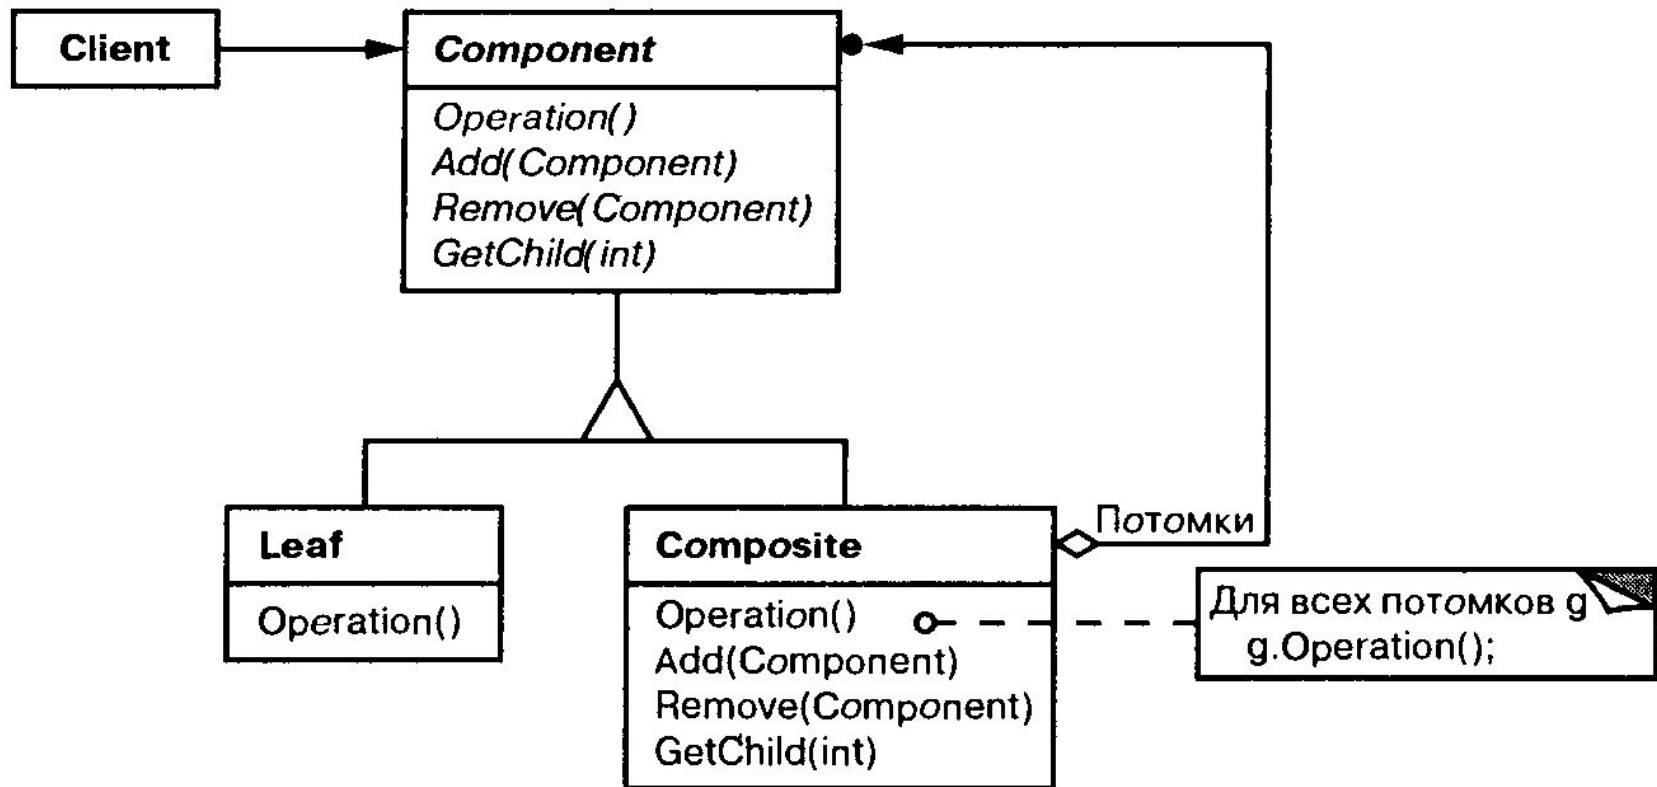 Client
Component
Operation()
Add(Component)
Remove(Component)
GetChild(int)
Leaf
Operation()
Composite
Operation()
Add(Component)
Remove(Component)
GetChild(int)
Потомки
Для всех потомков g
g.Operation();